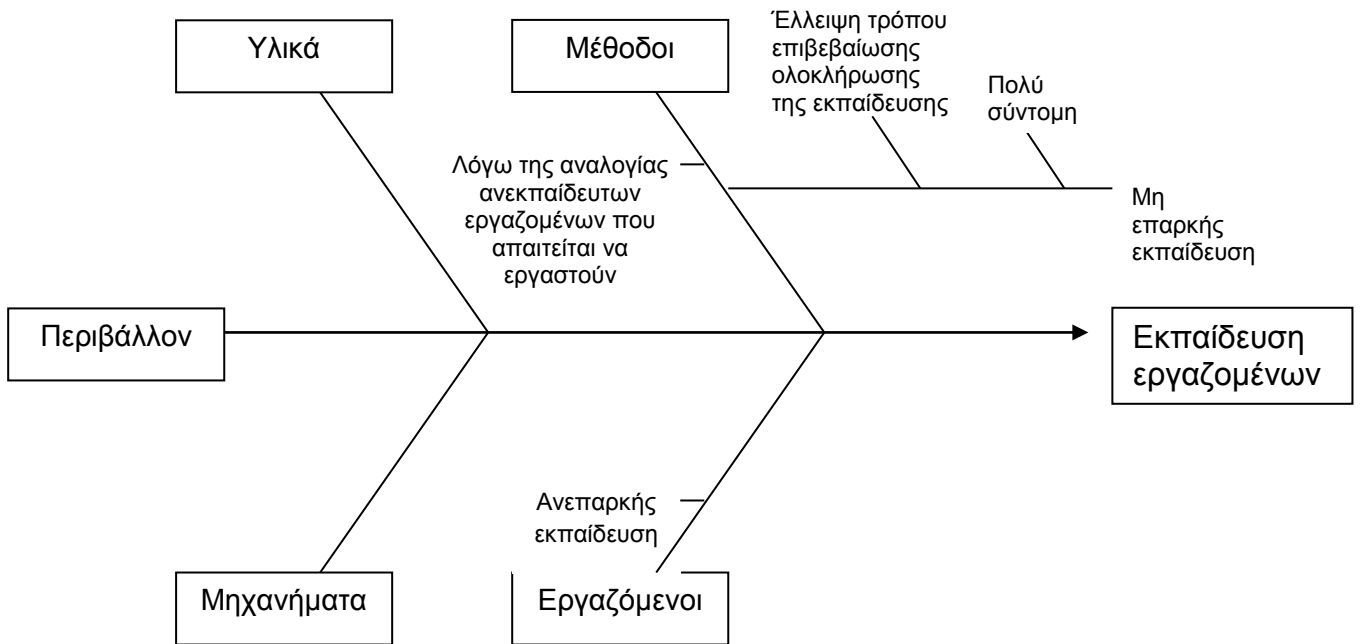 Υλικά
Μέθοδοι
Έλλειψη τρόπου
επιβεβαίωσης
ολοκλήρωσης
της εκπαίδευσης
Πολύ
σύντομη
Λόγω της αναλογίας
ανεκπαίδευτων
εργαζομένων που
απαιτείται να
εργαστούν
Μη
επαρκής
εκπαίδευση
Περιβάλλον
Εκπαίδευση
εργαζομένων
Ανεπαρκής
εκπαίδευση
Μηχανήματα
Εργαζόμενοι